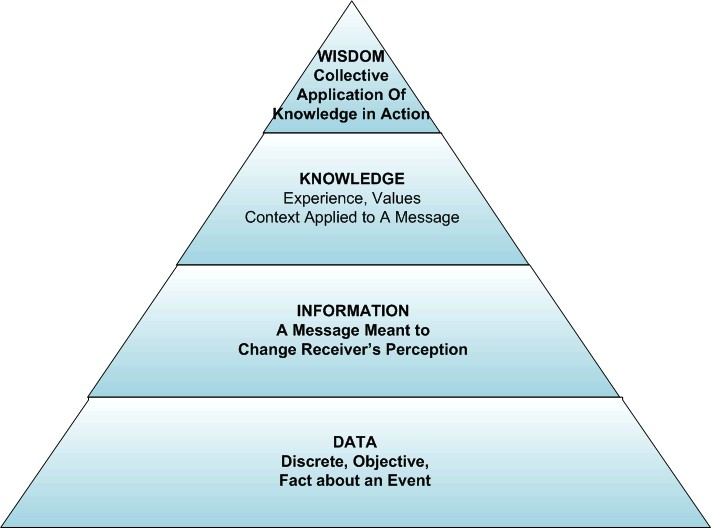 WISDOM
Collective
Application Of
Knowledge in Action
KNOWLEDGE
Experience, Values
Context Applied to A Message
INFORMATION
A Message Meant to
Change Receiver's Perception
DATA
Discrete, Objective,
Fact about an Event